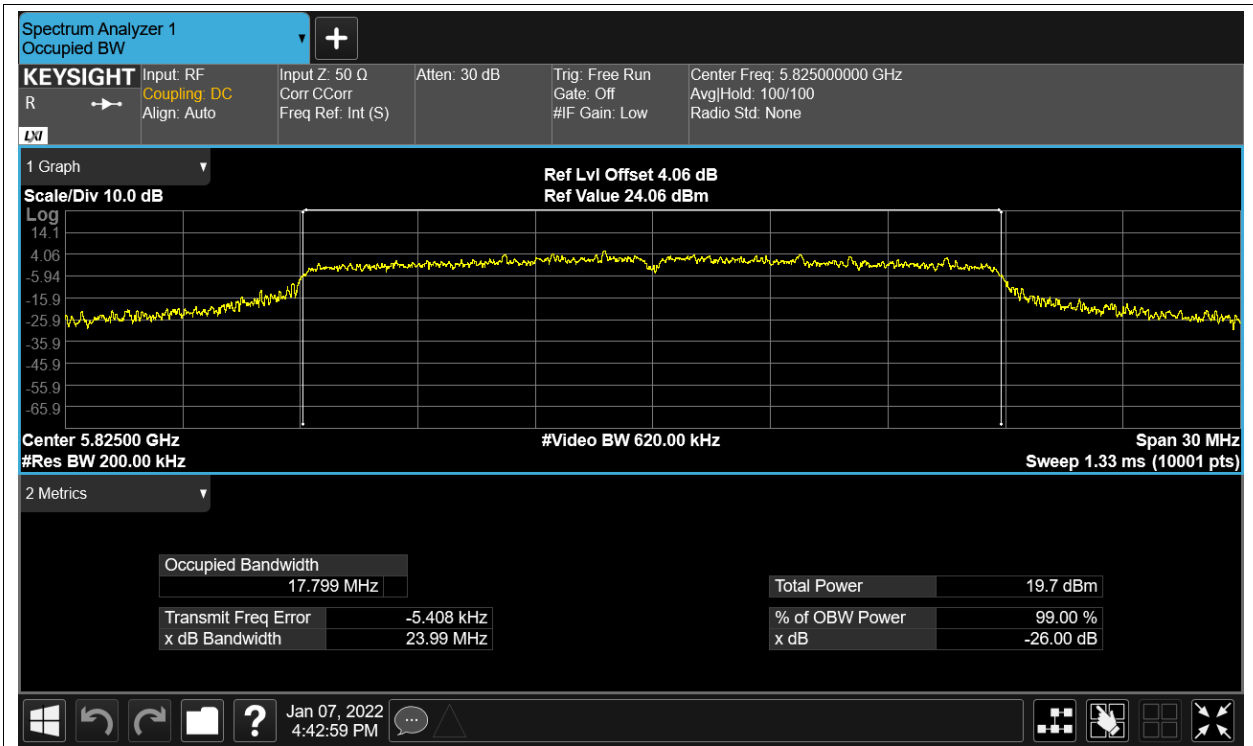 Spectrum Analyzer 1
Occupied BW
KEYSIGHT
R
LXI
Input: RF
Coupling: DC
Align: Auto
Input Z: 50 Ω
Corr CCorr
Freq Ref: Int (S)
Atten: 30 dB
Trig: Free Run
Gate: Off
#IF Gain: Low
Center Freq: 5.825000000 GHz
Avg|Hold: 100/100
Radio Std: None
1 Graph
Scale/Div 10.0 dB
Ref Lvl Offset 4.06 dB
Ref Value 24.06 dBm
Log
14.1
4.06
-5.94
-15.9
-25.9
-35.9
-45.9
-55.9
-65.9
Center 5.82500 GHz
#Video BW 620.00 kHz
Span 30 MHz
#Res BW 200.00 kHz
Sweep 1.33 ms (10001 pts)
2 Metrics
Occupied Bandwidth
17.799 MHz
Total Power 19.7 dBm
Transmit Freq Error -5.408 kHz
% of OBW Power 99.00 %
x dB Bandwidth 23.99 MHz
x dB -26.00 dB
?
Jan 07, 2022
4:42:59 PM